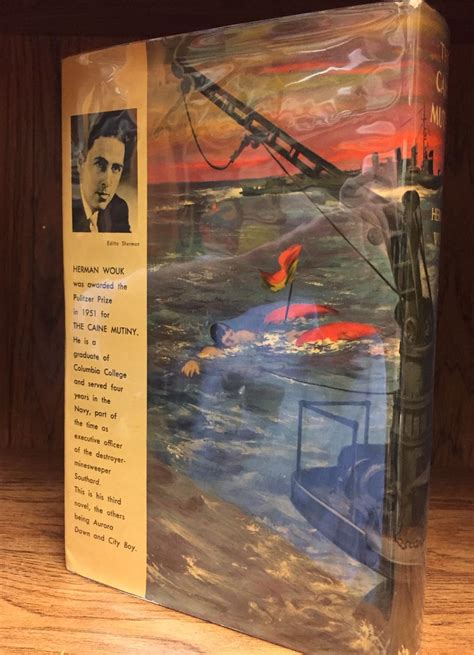 Editta Sherman
HERMAN WOUK
was awarded the
Pulitzer Prize
in 1951 for
THE CAINE MUTINY.
He is a
graduate of
Columbia College
and served four
years in the
Navy, part of
the time as
executive officer
of the destroyer-
minesweeper
Southard.
This is his third
novel, the others
being Aurora
Dawn and City Boy.